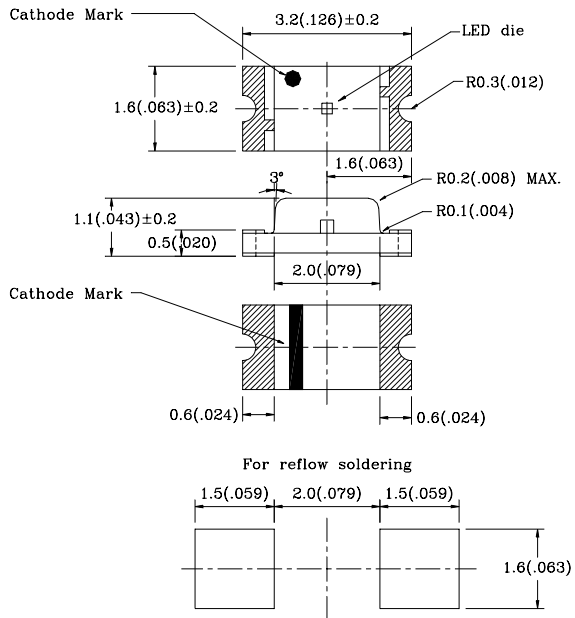 Cathode Mark
3.2(.126)±0.2
LED die
1.6(.063)±0.2
R0.3(.012)
1.6(.063)
3°
R0.2(.008) MAX.
1.1(.043)±0.2
R0.1(.004)
0.5(.020)
2.0(.079)
Cathode Mark
0.6(.024)
0.6(.024)
For reflow soldering
1.5(.059)
2.0(.079)
1.5(.059)
1.6(.063)